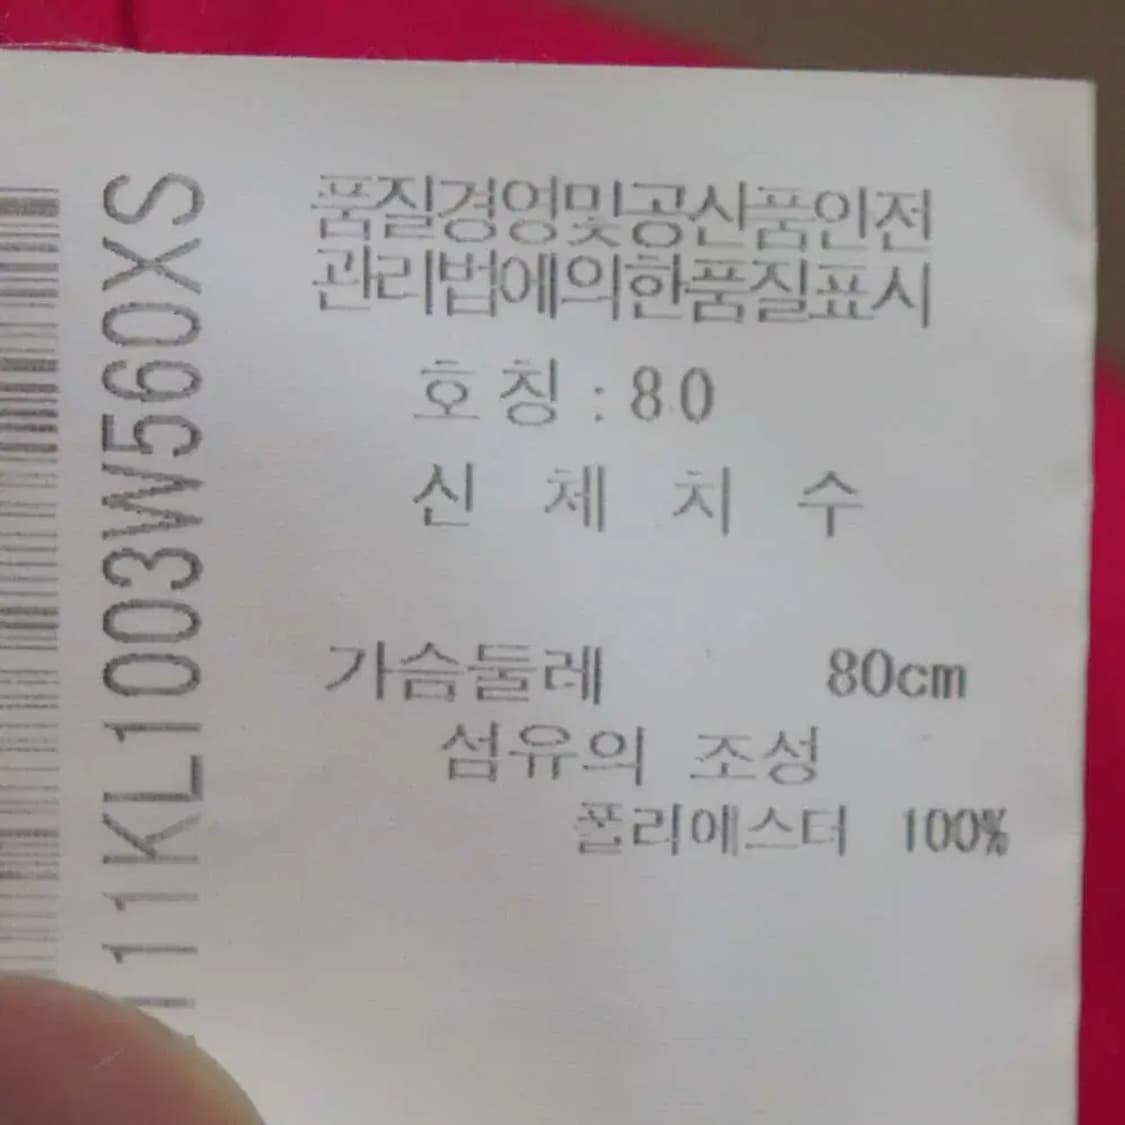 품질경영및공산품안전
관리법에의한품질표시
호칭:80
신 체 치 수
가슴둘레 80cm
섬유의 조성
폴리에스터 100%
111KL1003W560XS